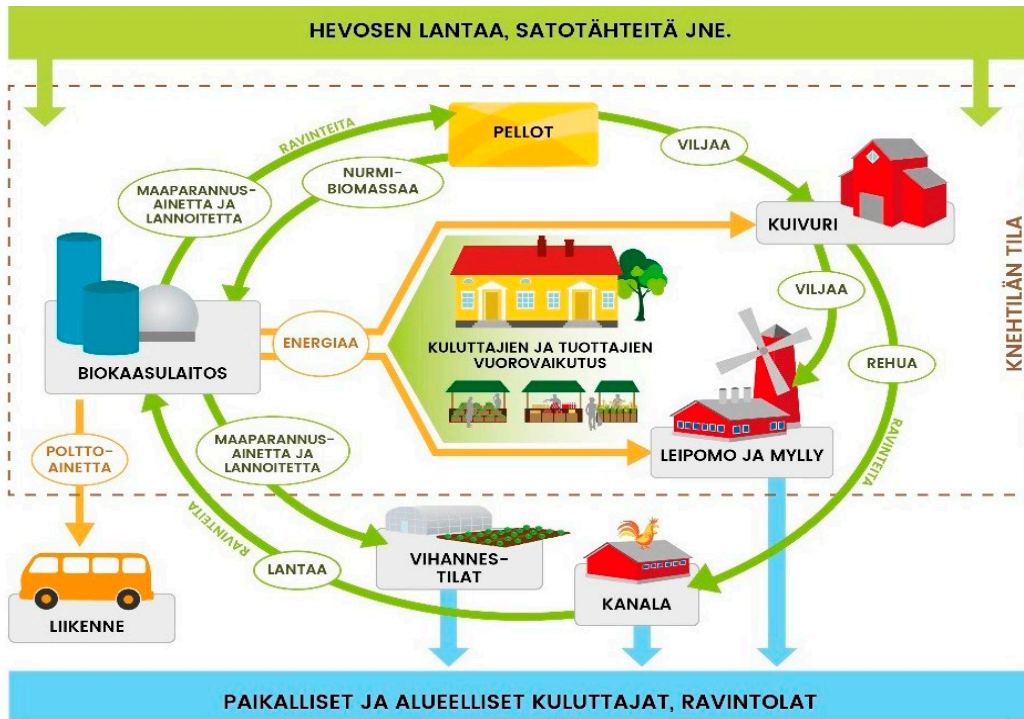 HEVOSEN LANTAA, SATOTÄHTEITÄ JNE.
RAVINTEITA
PELLOT
VILJAA
MAAPARANNUS-
AINETTA JA
LANNOITETTA
NURMI-
BIOMASSAA
KUIVURI
KNEHTILÄN TILA
VILJAA
ENERGIAA
KULUTTAJIEN JA TUOTTAJIEN
VUOROVAIKUTUS
REHUA
BIOKAASULAITOS
MAAPARANNUS-
AINETTA JA
LANNOITETTA
POLTTO-
AINETTA
LEIPOMO JA MYLLY
RAVINTEITA
RAVINTEITA
LANTAA
VIHANNES-
TILAT
KANALA
LIIKENNE
PAIKALLISET JA ALUEELLISET KULUTTAJAT, RAVINTOLAT